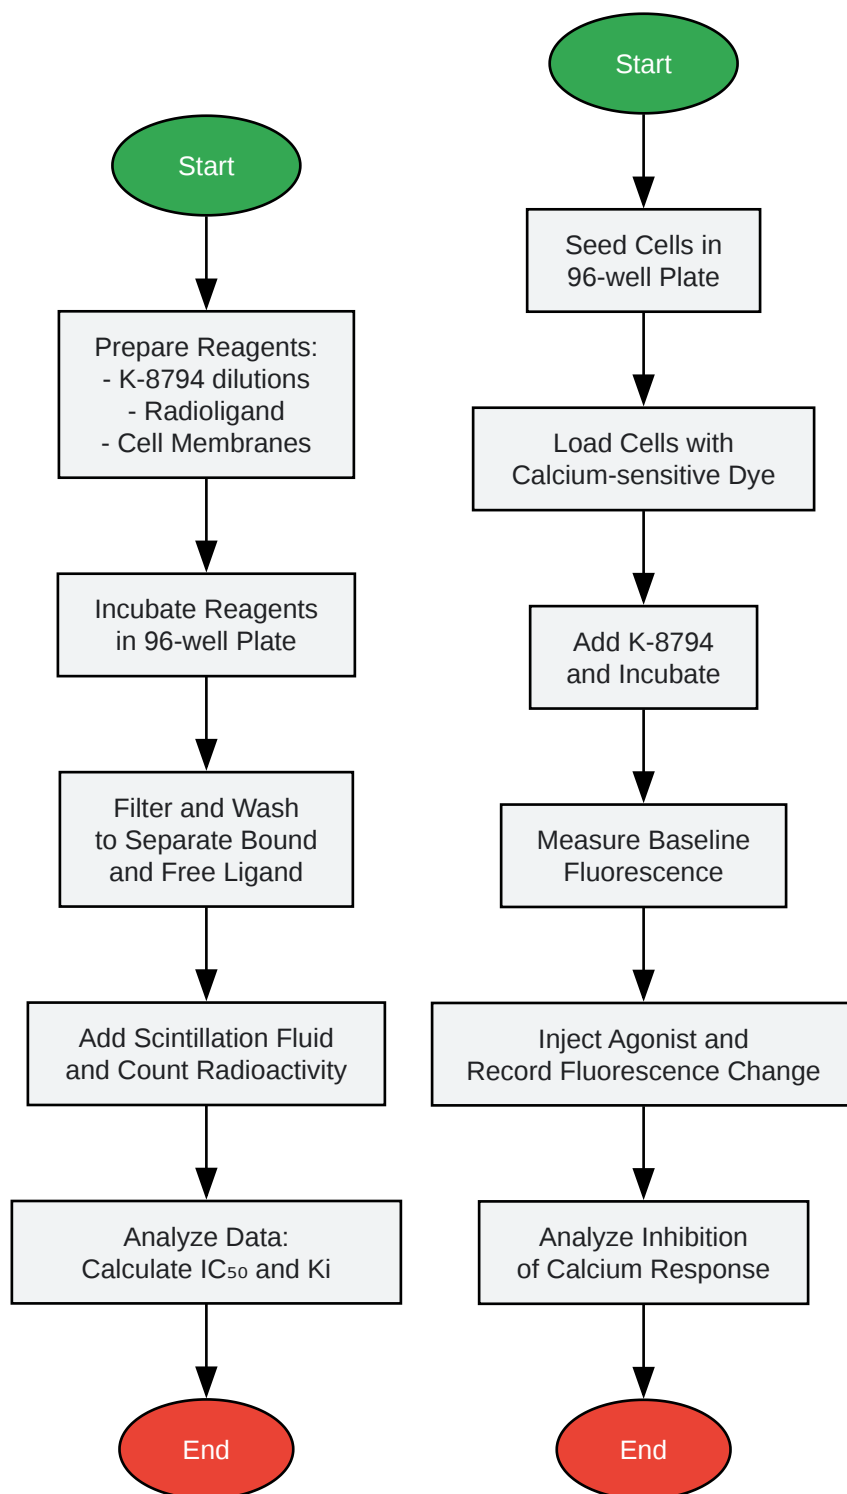 Start
Prepare Reagents:
- K-8794 dilutions
- Radioligand
- Cell Membranes
Incubate Reagents
in 96-well Plate
Filter and Wash
to Separate Bound
and Free Ligand
Add Scintillation Fluid
and Count Radioactivity
Analyze Data:
Calculate IC₅₀ and Ki
End
Start
Seed Cells in
96-well Plate
Load Cells with
Calcium-sensitive Dye
Add K-8794
and Incubate
Measure Baseline
Fluorescence
Inject Agonist and
Record Fluorescence Change
Analyze Inhibition
of Calcium Response
End